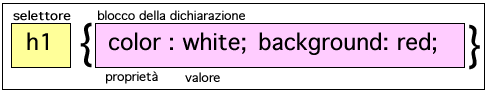 selettore blocco della dichiarazione
h1 { color : white; background: red; }
proprietà valore